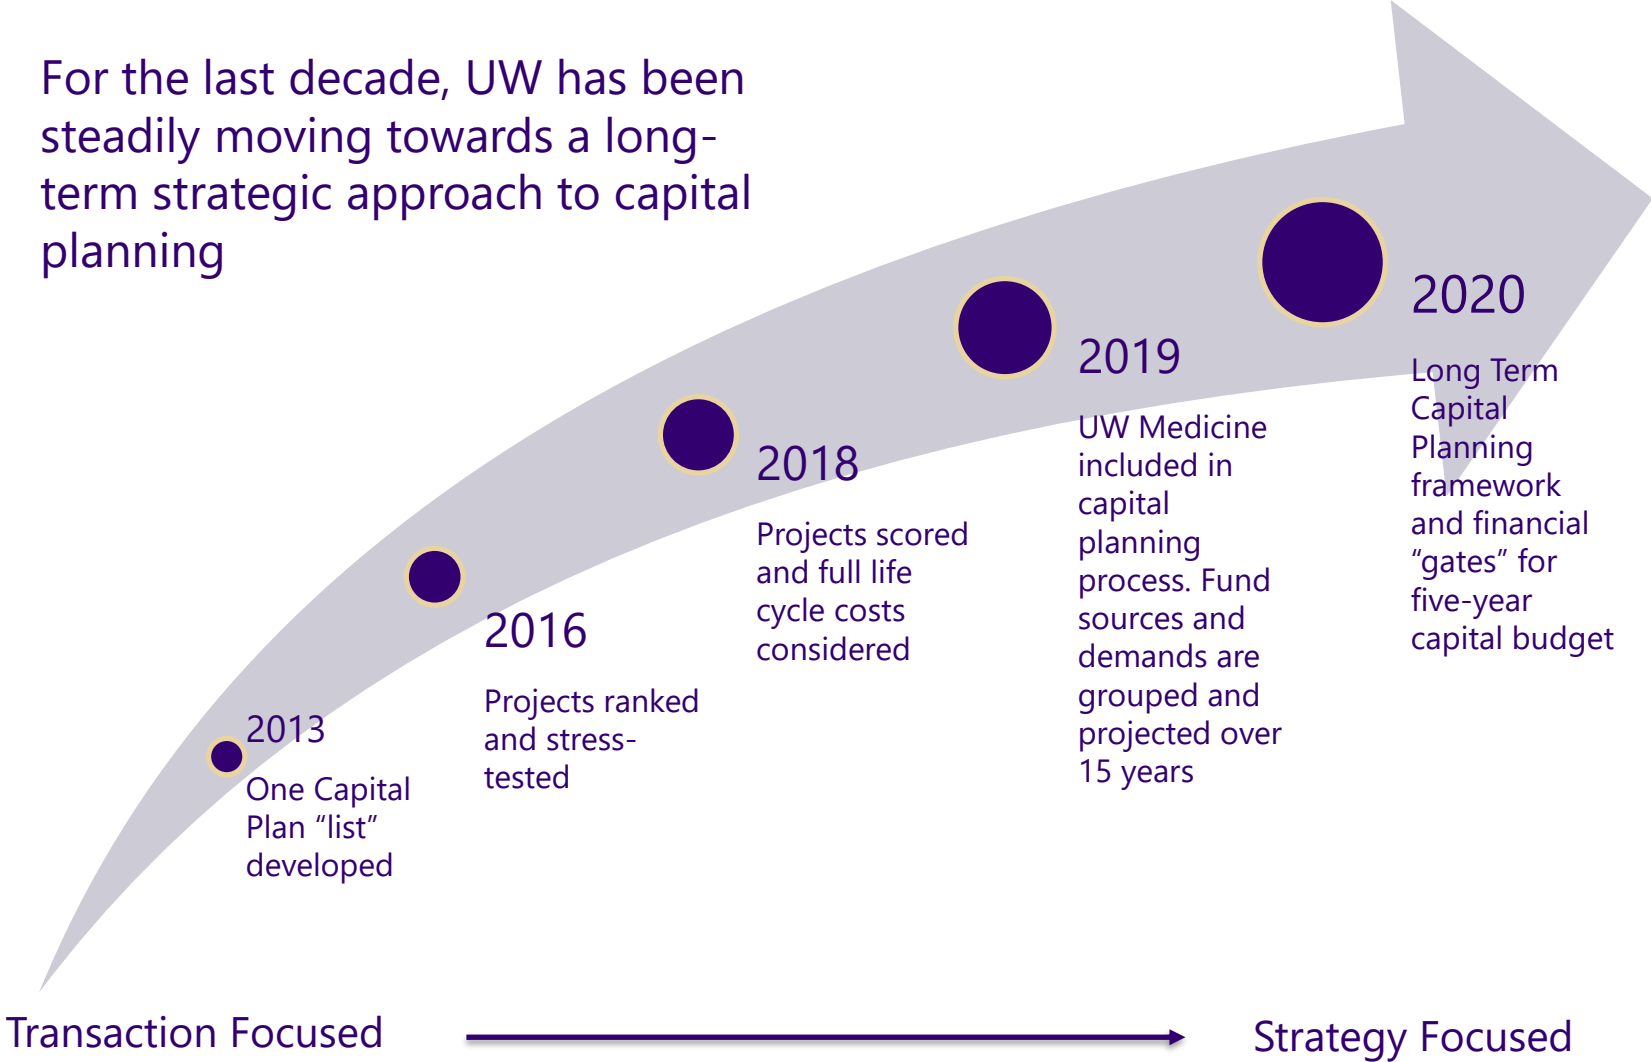 For the last decade, UW has been
steadily moving towards a long-
term strategic approach to capital
planning
2013
One Capital
Plan “list”
developed
2016
Projects ranked
and stress-
tested
2018
Projects scored
and full life
cycle costs
considered
2019
UW Medicine
included in
capital
planning
process. Fund
sources and
demands are
grouped and
projected over
15 years
2020
Long Term
Capital
Planning
framework
and financial
“gates” for
five-year
capital budget
Transaction Focused
Strategy Focused